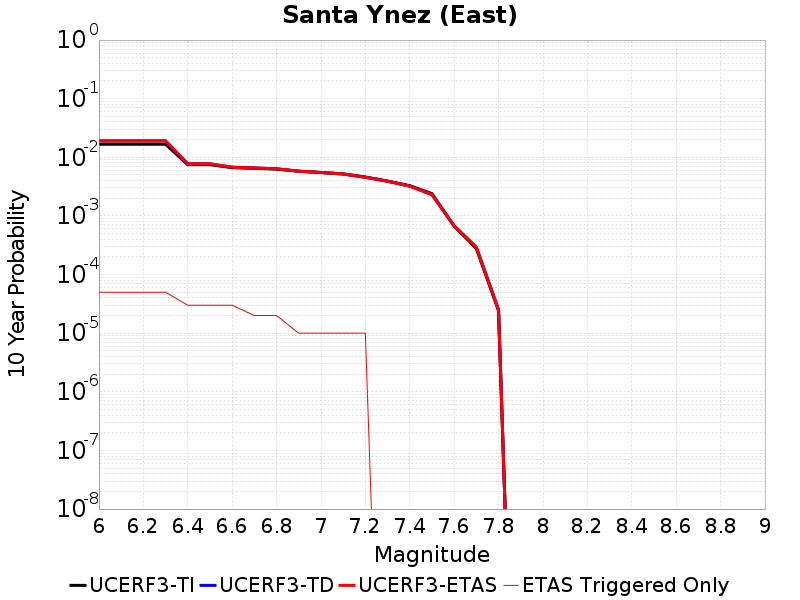 Santa Ynez (East)
10 Year Probability
10^0
10^-1
10^-2
10^-3
10^-4
10^-5
10^-6
10^-7
10^-8
6 6.2 6.4 6.6 6.8 7 7.2 7.4 7.6 7.8 8 8.2 8.4 8.6 8.8 9
Magnitude
UCERF3-TI UCERF3-TD UCERF3-ETAS ETAS Triggered Only